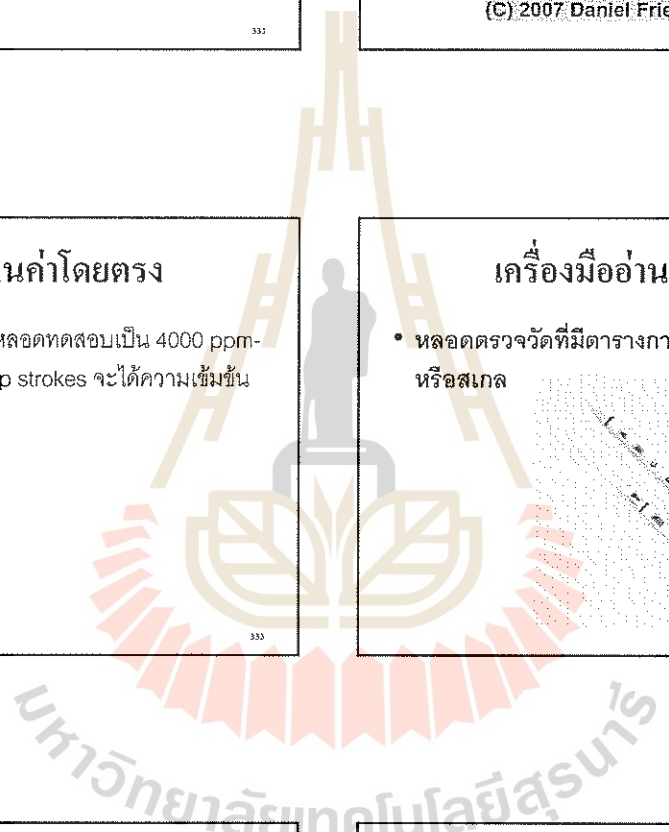 335
(C) 2007 Daniel Frie
นค่าโดยตรง
หลอดทดสอบเป็น 4000 ppm-
p strokes จะได้ความเข้มข้น
333
เครื่องมืออ่าน
• หลอดตรวจวัดที่มีตารางกา
หรือสเกล
มหาวิทยาลัยเทคโนโลยีสุรนารี